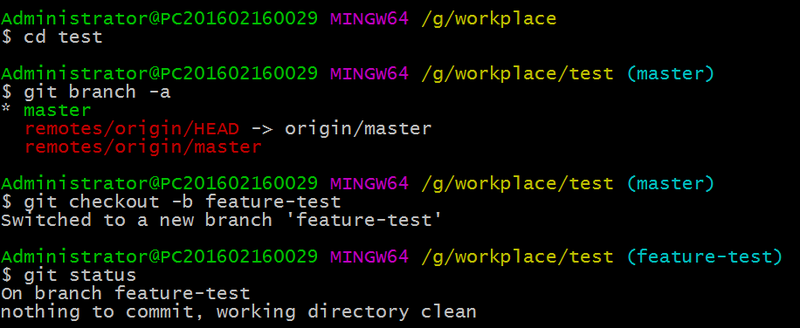 Administrator@PC201602160029 MINGW64 /g/workplace
$ cd test
Administrator@PC201602160029 MINGW64 /g/workplace/test (master)
$ git branch -a
* master
  remotes/origin/HEAD -> origin/master
  remotes/origin/master
Administrator@PC201602160029 MINGW64 /g/workplace/test (master)
$ git checkout -b feature-test
Switched to a new branch 'feature-test'
Administrator@PC201602160029 MINGW64 /g/workplace/test (feature-test)
$ git status
On branch feature-test
nothing to commit, working directory clean